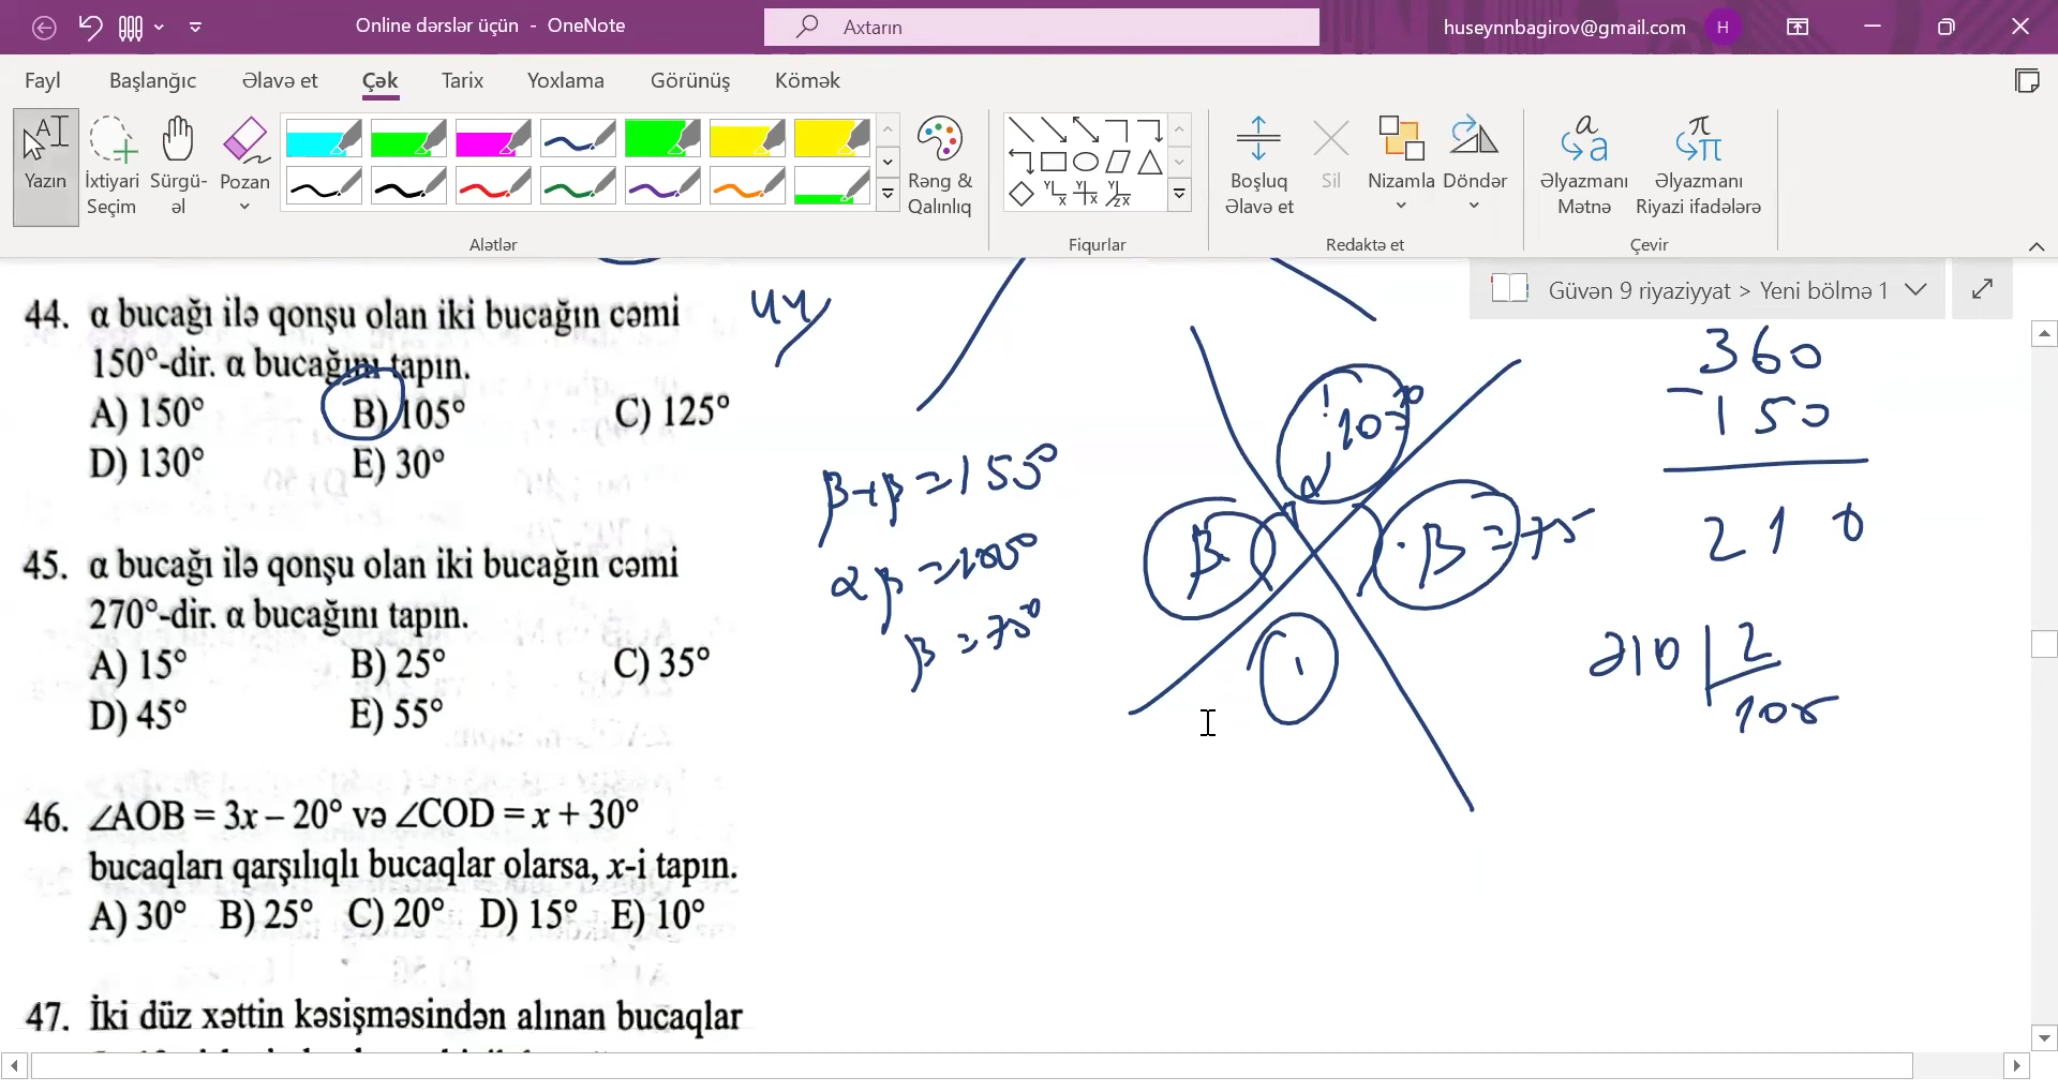 Online dərslər üçün - OneNote
Axtarın
huseynnbagirov@gmail.com H
Fayl Başlanğıc Əlavə et Çək Tarix Yoxlama Görünüş Kömək
Yazın
İxtiyari Seçim
Sürgü-əl
Pozan
Rəng & Qalınlıq
Boşluq Əlavə et
Sil
Nizamla
Döndər
Əlyazmanı Mətnə
Əlyazmanı Riyazi ifadələrə
Alətlər Fiqurlar Redaktə et Çevir
Güvən 9 riyaziyyat > Yeni bölmə 1
44. α bucağı ilə qonşu olan iki bucağın cəmi
150°-dir. α bucağını tapın.
A) 150° B) 105° C) 125°
D) 130° E) 30°
45. α bucağı ilə qonşu olan iki bucağın cəmi
270°-dir. α bucağını tapın.
A) 15° B) 25° C) 35°
D) 45° E) 55°
46. ∠AOB = 3x – 20° və ∠COD = x + 30°
bucaqları qarşılıqlı bucaqlar olarsa, x-i tapın.
A) 30° B) 25° C) 20° D) 15° E) 10°
47. İki düz xəttin kəsişməsindən alınan bucaqlar
44
β+β=150°
β=75°
α
β
β=75
360
-150
210
210 2
105